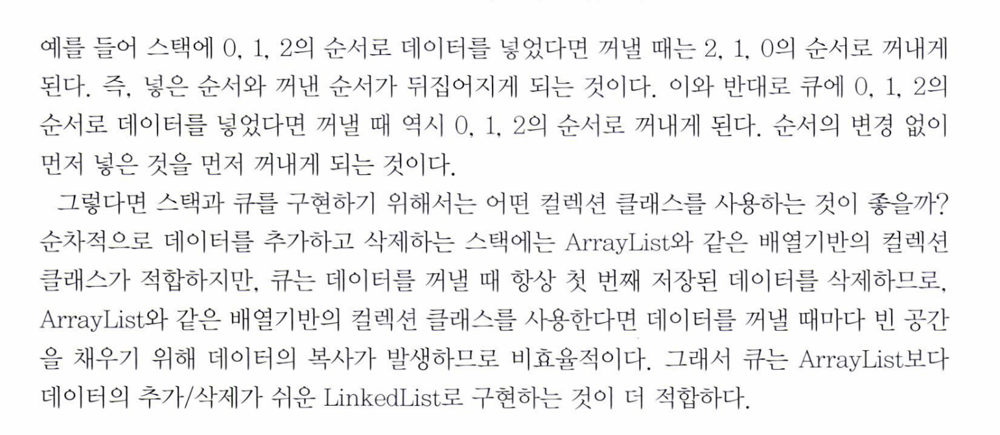 예를 들어 스택에 0, 1, 2의 순서로 데이터를 넣었다면 꺼낼 때는 2, 1, 0의 순서로 꺼내게
된다. 즉, 넣은 순서와 꺼낸 순서가 뒤집어지게 되는 것이다. 이와 반대로 큐에 0, 1, 2의
순서로 데이터를 넣었다면 꺼낼 때 역시 0, 1, 2의 순서로 꺼내게 된다. 순서의 변경 없이
먼저 넣은 것을 먼저 꺼내게 되는 것이다.
그렇다면 스택과 큐를 구현하기 위해서는 어떤 컬렉션 클래스를 사용하는 것이 좋을까?
순차적으로 데이터를 추가하고 삭제하는 스택에는 ArrayList와 같은 배열기반의 컬렉션
클래스가 적합하지만, 큐는 데이터를 꺼낼 때 항상 첫 번째 저장된 데이터를 삭제하므로,
ArrayList와 같은 배열기반의 컬렉션 클래스를 사용한다면 데이터를 꺼낼 때마다 빈 공간
을 채우기 위해 데이터의 복사가 발생하므로 비효율적이다. 그래서 큐는 ArrayList보다
데이터의 추가/삭제가 쉬운 LinkedList로 구현하는 것이 더 적합하다.